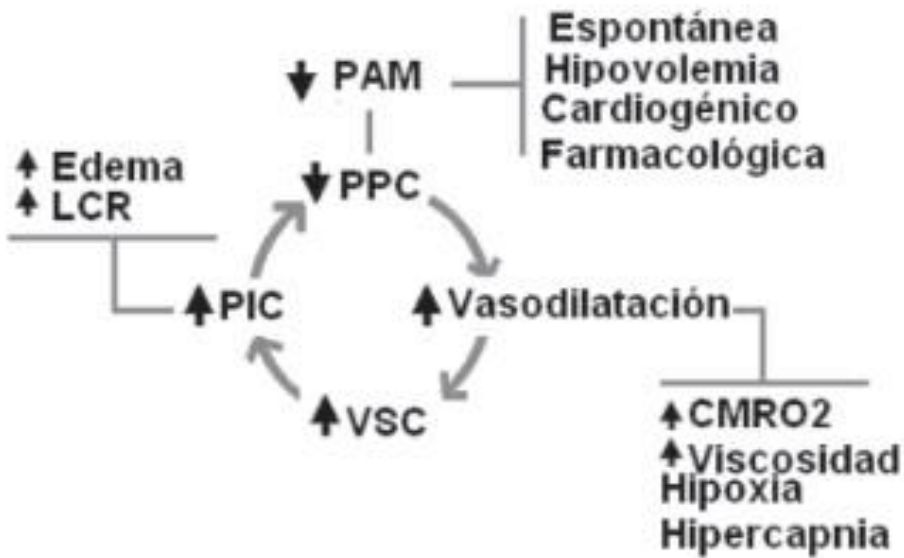 ↓ PAM
Espontánea
Hipovolemia
Cardiogénico
Farmacológica
↑ Edema
↑ LCR
↓ PPC
↑ PIC
↑ Vasodilatación
↑ VSC
↑ CMRO2
↑ Viscosidad
Hipoxia
Hipercapnia